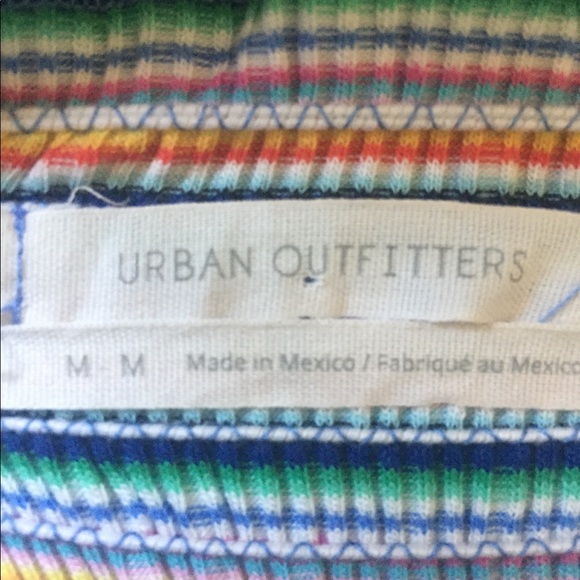 URBAN OUTFITTERS
M - M Made in Mexico / Fabriqué au Mexico